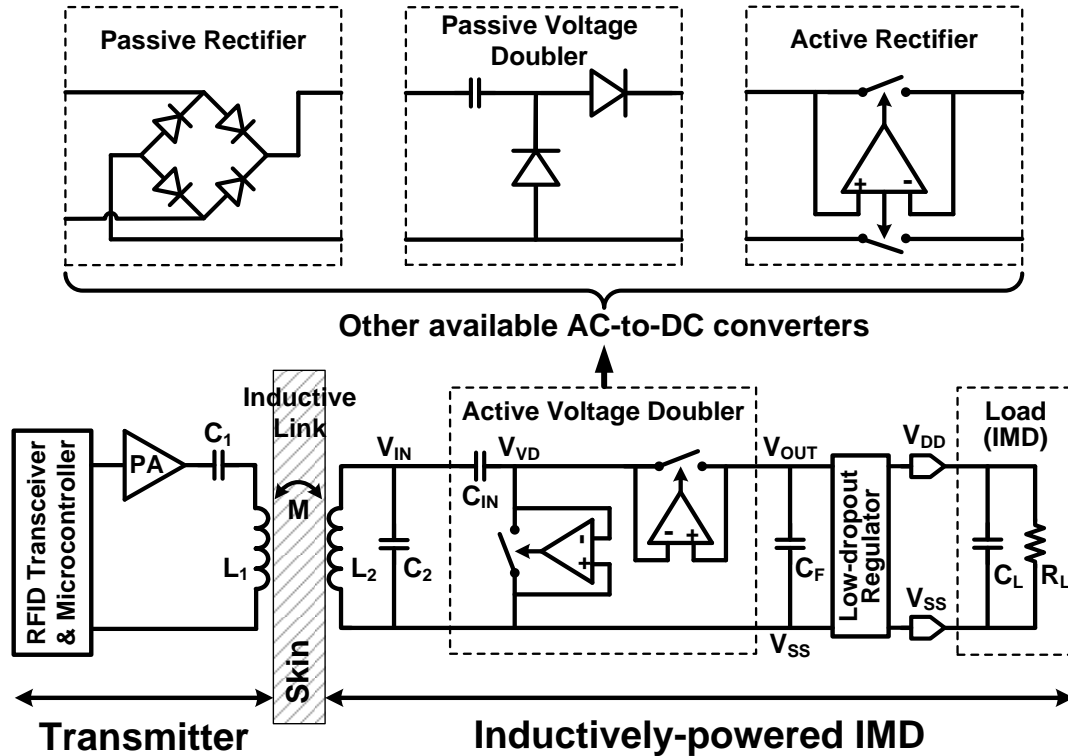 Passive Rectifier
Passive Voltage
Doubler
Active Rectifier
+ -
Other available AC-to-DC converters
Inductive
Link
Active Voltage Doubler
Load
(IMD)
RFID Transceiver
& Microcontroller
PA
C1
M
L1
L2
VIN
C2
CIN
VVD
-
+
- +
VOUT
CF
VSS
Low-dropout
Regulator
VDD
VSS
CL
RL
Skin
Transmitter
Inductively-powered IMD